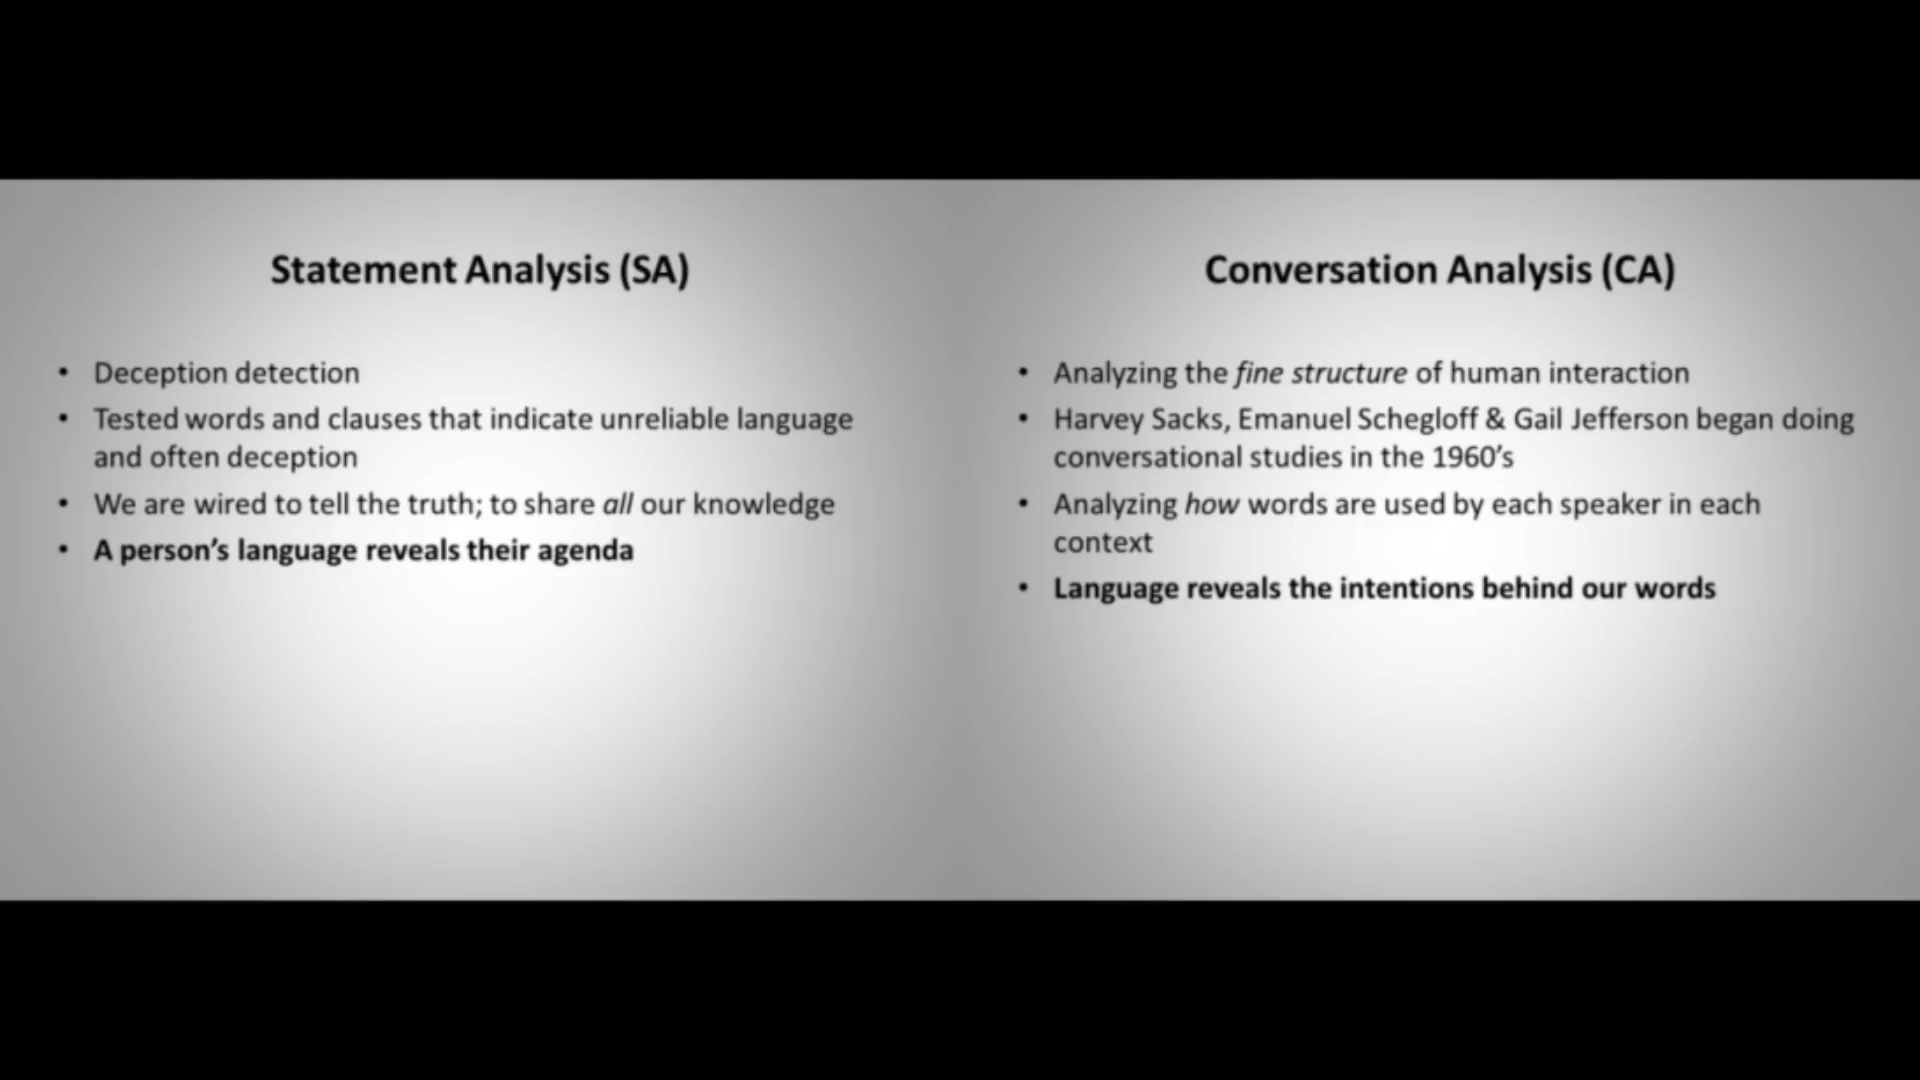 Statement Analysis (SA)
• Deception detection
• Tested words and clauses that indicate unreliable language
and often deception
• We are wired to tell the truth; to share all our knowledge
• A person's language reveals their agenda
Conversation Analysis (CA)
• Analyzing the fine structure of human interaction
• Harvey Sacks, Emanuel Schegloff & Gail Jefferson began doing
conversational studies in the 1960's
• Analyzing how words are used by each speaker in each
context
• Language reveals the intentions behind our words